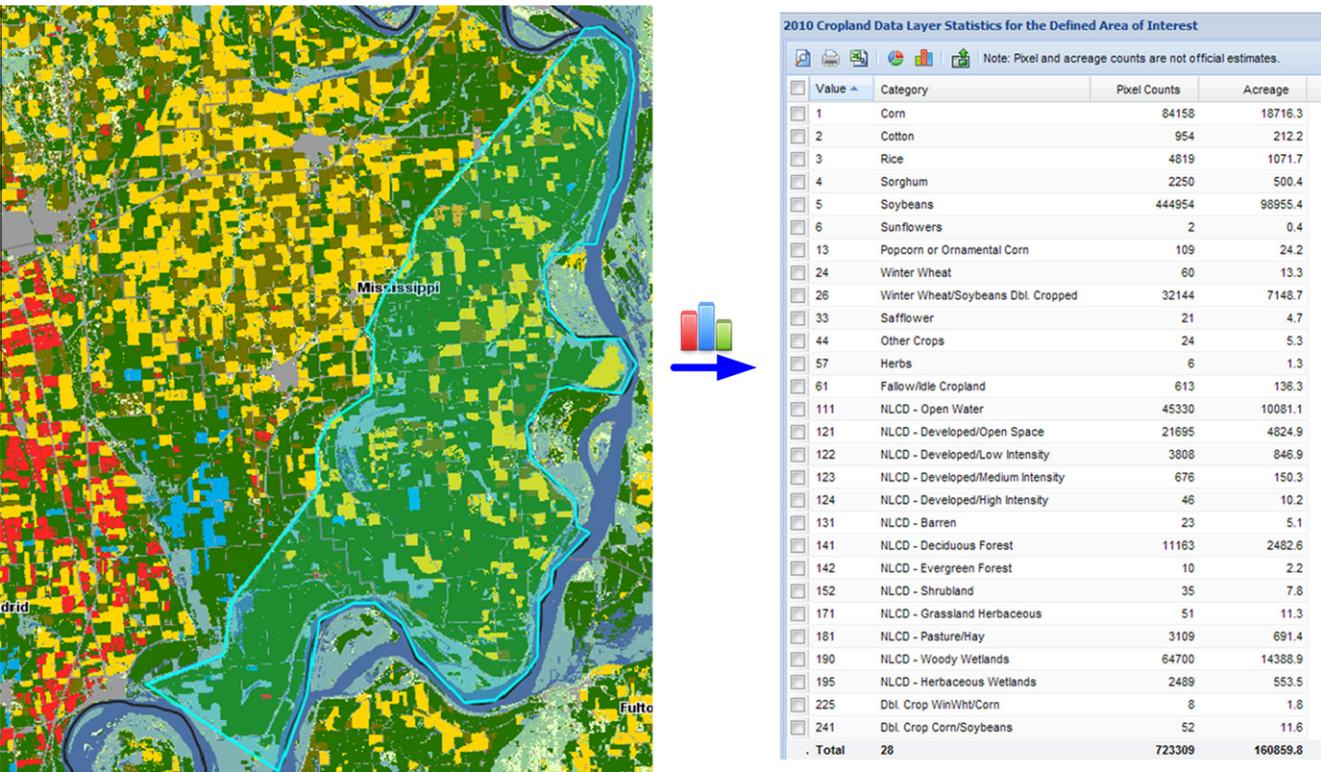 Mississippi
drid
Fulto
2010 Cropland Data Layer Statistics for the Defined Area of Interest
Note: Pixel and acreage counts are not official estimates.
Value Category Pixel Counts Acreage
1 Corn 84158 18716.3
2 Cotton 954 212.2
3 Rice 4819 1071.7
4 Sorghum 2250 500.4
5 Soybeans 444954 98955.4
6 Sunflowers 2 0.4
13 Popcorn or Ornamental Corn 109 24.2
24 Winter Wheat 60 13.3
26 Winter Wheat/Soybeans Dbl. Cropped 32144 7148.7
33 Safflower 21 4.7
44 Other Crops 24 5.3
57 Herbs 6 1.3
61 Fallow/Idle Cropland 613 136.3
111 NLCD - Open Water 45330 10081.1
121 NLCD - Developed/Open Space 21695 4824.9
122 NLCD - Developed/Low Intensity 3808 846.9
123 NLCD - Developed/Medium Intensity 676 150.3
124 NLCD - Developed/High Intensity 46 10.2
131 NLCD - Barren 23 5.1
141 NLCD - Deciduous Forest 11163 2482.6
142 NLCD - Evergreen Forest 10 2.2
152 NLCD - Shrubland 35 7.8
171 NLCD - Grassland Herbaceous 51 11.3
181 NLCD - Pasture/Hay 3109 691.4
190 NLCD - Woody Wetlands 64700 14388.9
195 NLCD - Herbaceous Wetlands 2489 553.5
225 Dbl. Crop WinWht/Corn 8 1.8
241 Dbl. Crop Corn/Soybeans 52 11.6
. Total 28 723309 160859.8